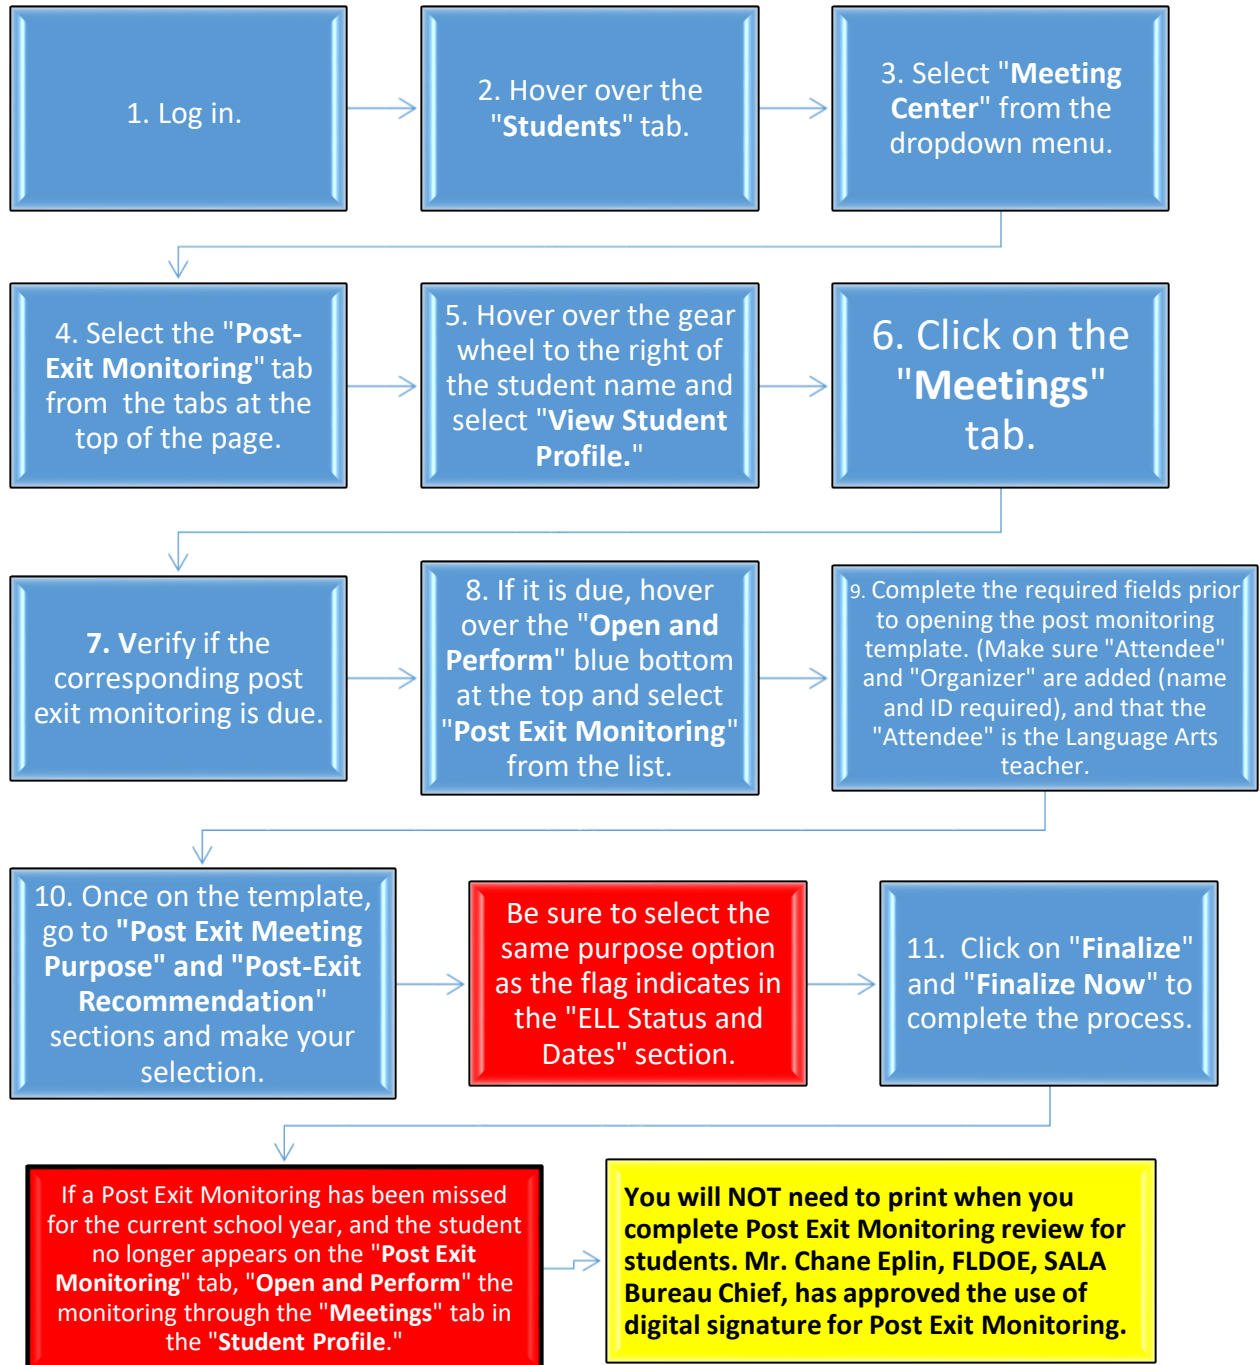 1. Log in.
2. Hover over the
"Students" tab.
3. Select "Meeting
Center" from the
dropdown menu.
4. Select the "Post-
Exit Monitoring" tab
from the tabs at the
top of the page.
5. Hover over the gear
wheel to the right of
the student name and
select "View Student
Profile."
6. Click on the
"Meetings"
tab.
7. Verify if the
corresponding post
exit monitoring is due.
8. If it is due, hover
over the "Open and
Perform" blue bottom
at the top and select
"Post Exit Monitoring"
from the list.
9. Complete the required fields prior
to opening the post monitoring
template. (Make sure "Attendee"
and "Organizer" are added (name
and ID required), and that the
"Attendee" is the Language Arts
teacher.
10. Once on the template,
go to "Post Exit Meeting
Purpose" and "Post-Exit
Recommendation"
sections and make your
selection.
Be sure to select the
same purpose option
as the flag indicates in
the "ELL Status and
Dates" section.
11. Click on "Finalize"
and "Finalize Now" to
complete the process.
If a Post Exit Monitoring has been missed
for the current school year, and the student
no longer appears on the "Post Exit
Monitoring" tab, "Open and Perform" the
monitoring through the "Meetings" tab in
the "Student Profile."
You will NOT need to print when you
complete Post Exit Monitoring review for
students. Mr. Chane Eplin, FLDOE, SALA
Bureau Chief, has approved the use of
digital signature for Post Exit Monitoring.